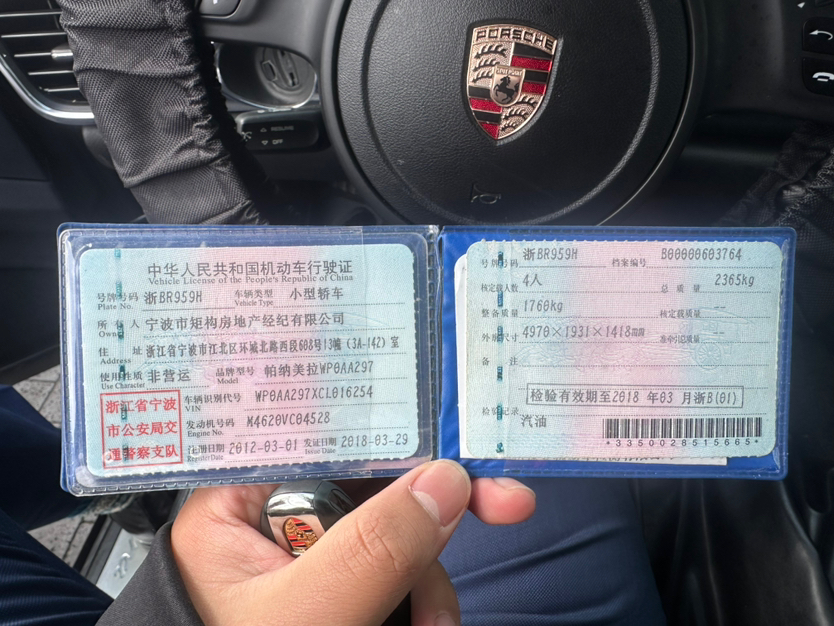 PORSCHE
RESUME
OFF
中华人民共和国机动车行驶证
Vehicle License of the People's Republic of China
号牌号码 浙BR959H 车辆类型 小型轿车
Plate No. Vehicle Type
所有人 宁波市矩构房地产经纪有限公司
住址 浙江省宁波市江北区环城北路西段608号13幢(3A-14Z)室
Address
使用性质 非营运 品牌型号 帕纳美拉WP0AA297
Use Character Model
浙江省宁波
市公安局交
通警察支队
车辆识别代号 WP0AA297XCL016254
VIN
发动机号码 M4620VC04528
Engine No.
注册日期 2012-03-01 发证日期 2018-03-29
Register Date Issue Date
号牌号码 浙BR959H 档案编号 B00000603764
核定载人数 4人 总质量 2365kg
整备质量 1760kg 核定载质量 --
外廓尺寸 4970×1931×1418 准牵引总质量 --
备注
检验有效期至2018 年03 月浙B(01)
检验记录
汽油
*3350028515665*